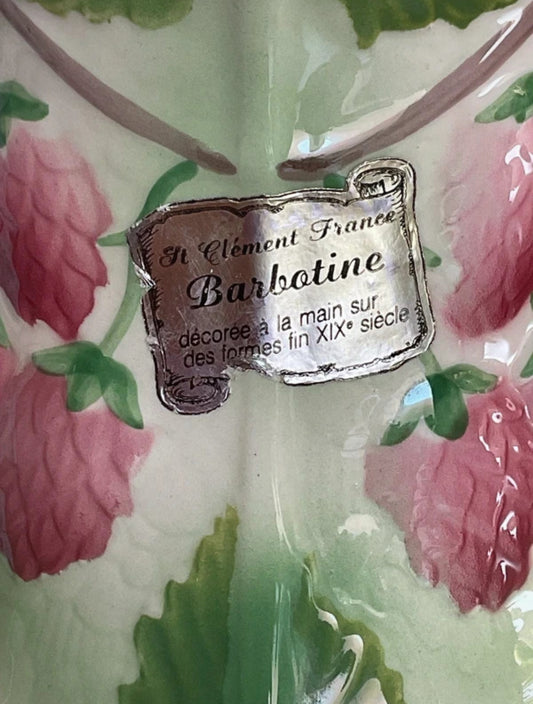 St Clément France
Barbotine
décorée à la main sur
des formes fin XIXe siècle